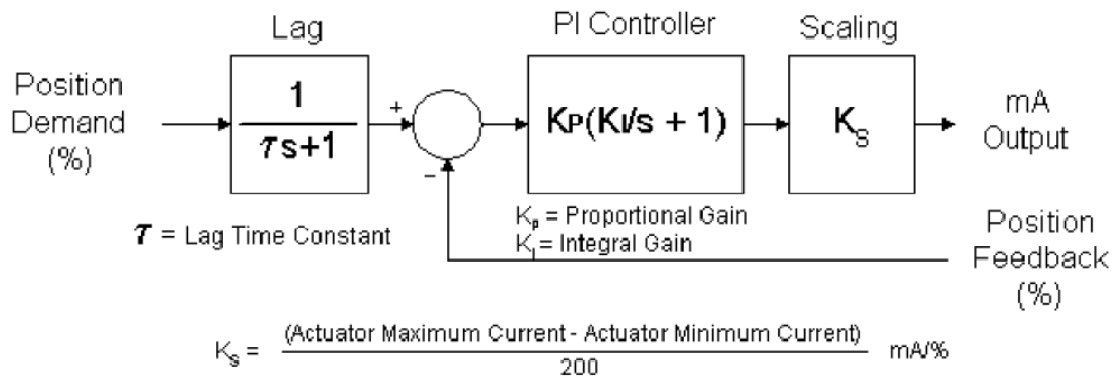 Lag
PI Controller
Scaling
Position
Demand
(%)
1
τs+1
+
−
KP(KI/s + 1)
KS
mA
Output
τ = Lag Time Constant
Kp = Proportional Gain
KI = Integral Gain
Position
Feedback
(%)
KS = (Actuator Maximum Current - Actuator Minimum Current)
200
mA/%